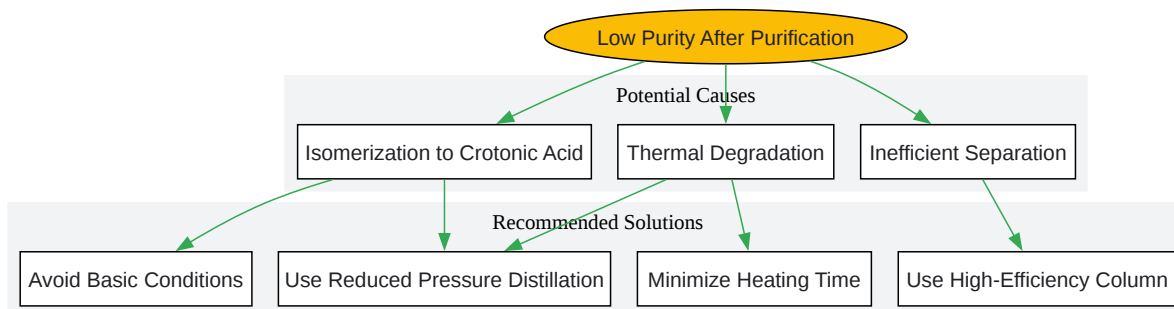 Low Purity After Purification
Potential Causes
Isomerization to Crotonic Acid
Thermal Degradation
Inefficient Separation
Recommended Solutions
Avoid Basic Conditions
Use Reduced Pressure Distillation
Minimize Heating Time
Use High-Efficiency Column